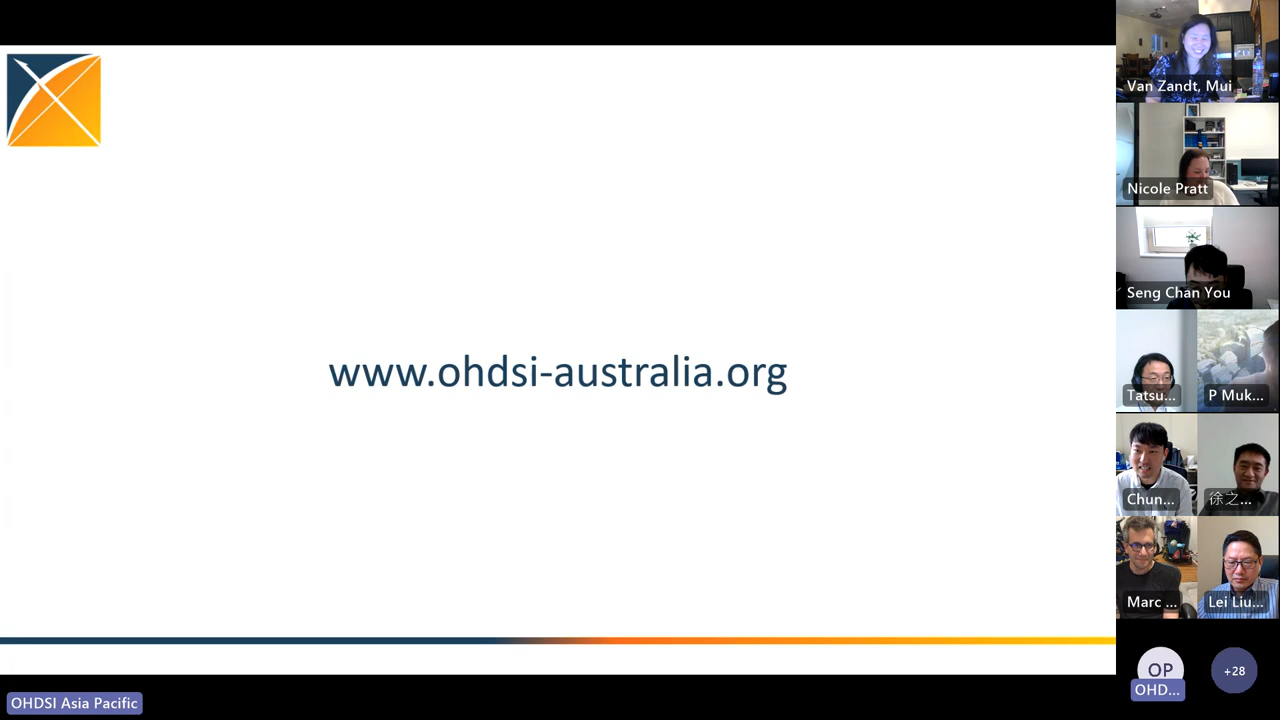 www.ohdsi-australia.org
OHDSI Asia Pacific
Van Zandt, Mui
Nicole Pratt
Seng Chan You
Tatsu...
P Muk...
Chun...
徐之...
Marc ...
Lei Liu...
OP
OHD...
+28